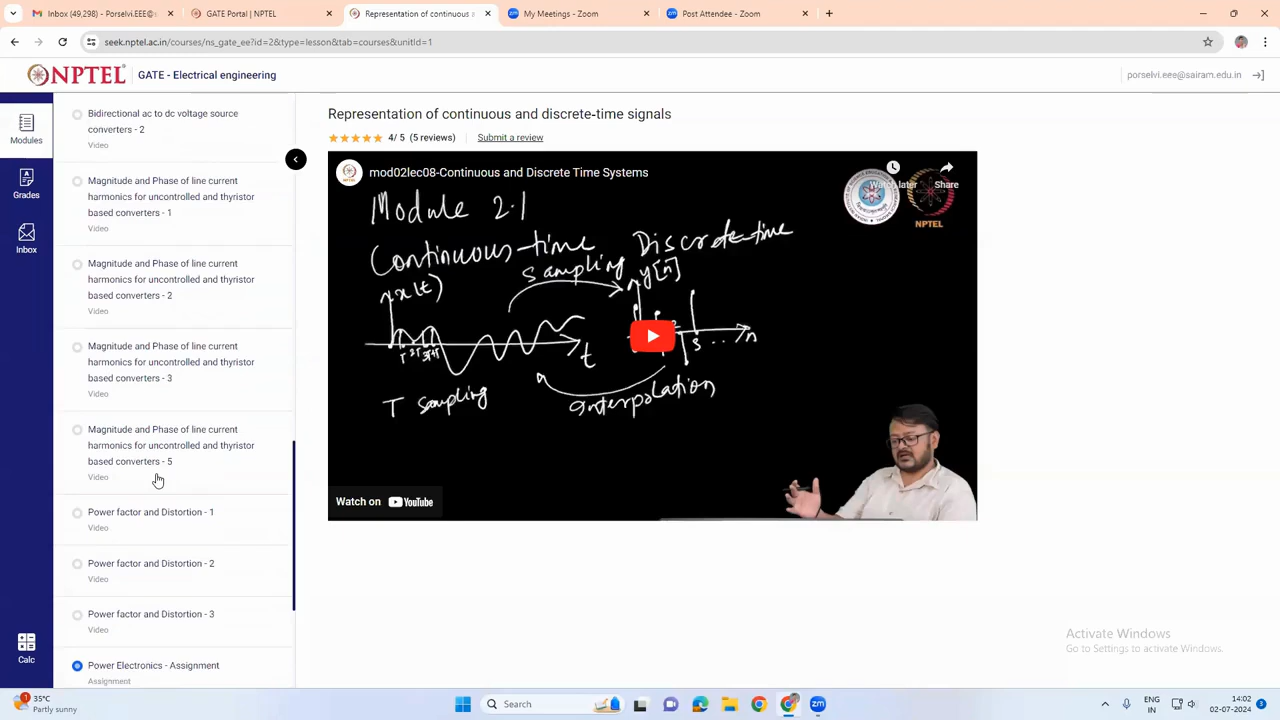 Inbox (49,298) - Porselvi.EEE@s
GATE Portal | NPTEL
Representation of continuous a
My Meetings - Zoom
Post Attendee - Zoom
seek.nptel.ac.in/courses/ns_gate_ee?id=2&type=lesson&tab=courses&unitId=1
NPTEL
GATE - Electrical engineering
porselvi.eee@sairam.edu.in
Modules
Grades
Inbox
Calc
Bidirectional ac to dc voltage source
converters - 2
Video
Magnitude and Phase of line current
harmonics for uncontrolled and thyristor
based converters - 1
Video
Magnitude and Phase of line current
harmonics for uncontrolled and thyristor
based converters - 2
Video
Magnitude and Phase of line current
harmonics for uncontrolled and thyristor
based converters - 3
Video
Magnitude and Phase of line current
harmonics for uncontrolled and thyristor
based converters - 5
Video
Power factor and Distortion - 1
Video
Power factor and Distortion - 2
Video
Power factor and Distortion - 3
Video
Power Electronics - Assignment
Assignment
Representation of continuous and discrete-time signals
4/ 5 (5 reviews)
Submit a review
mod02lec08-Continuous and Discrete Time Systems
Watch later
Share
NPTEL
Module 2.1
Continuous-time
Discrete-time
Sampling
x(t)
y[n]
t
3 . . . n
T Sampling
Interpolation
Watch on YouTube
Activate Windows
Go to Settings to activate Windows.
35°C
Partly sunny
Search
ENG
IN
14:02
02-07-2024